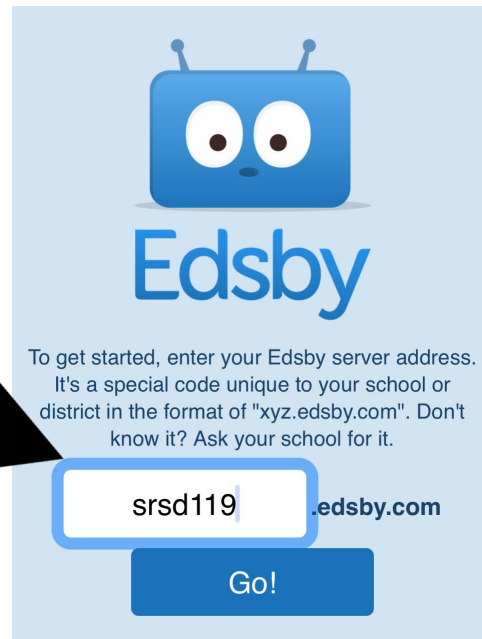 Edsby
To get started, enter your Edsby server address.
It's a special code unique to your school or
district in the format of "xyz.edsby.com". Don't
know it? Ask your school for it.
srsd119 .edsby.com
Go!